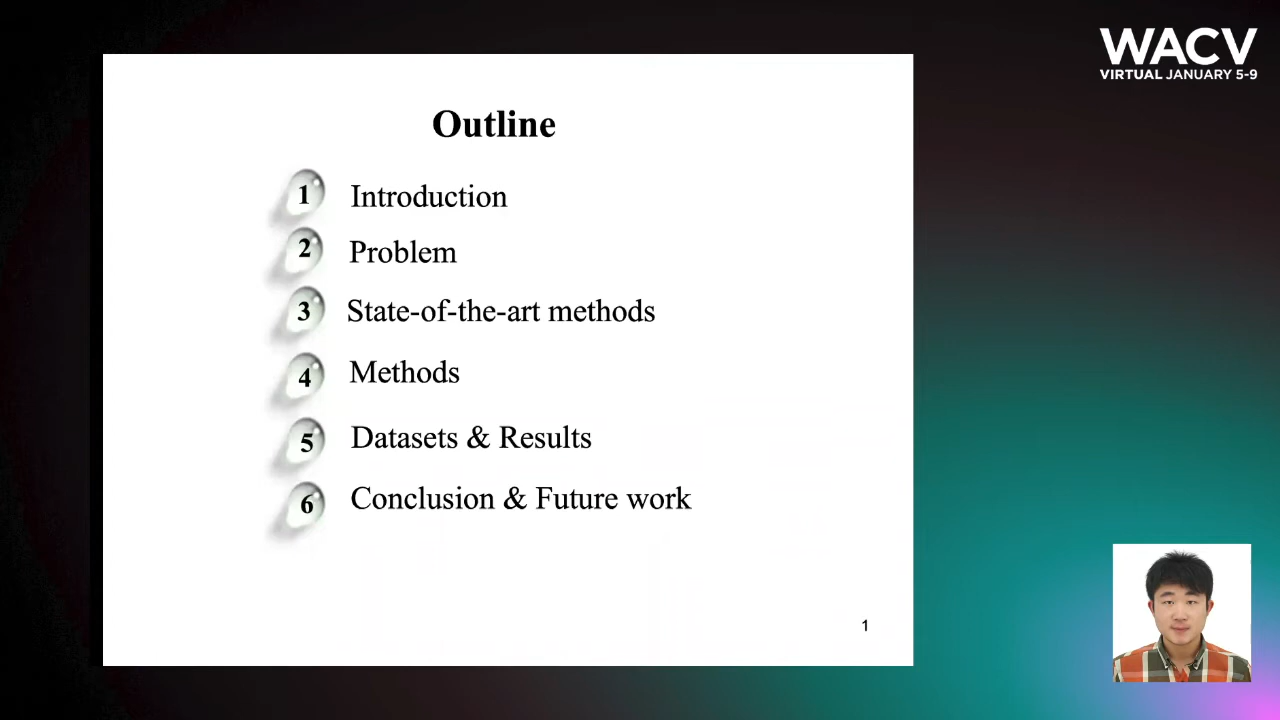 WACV
VIRTUAL JANUARY 5-9
Outline
1 Introduction
2 Problem
3 State-of-the-art methods
4 Methods
5 Datasets & Results
6 Conclusion & Future work
1